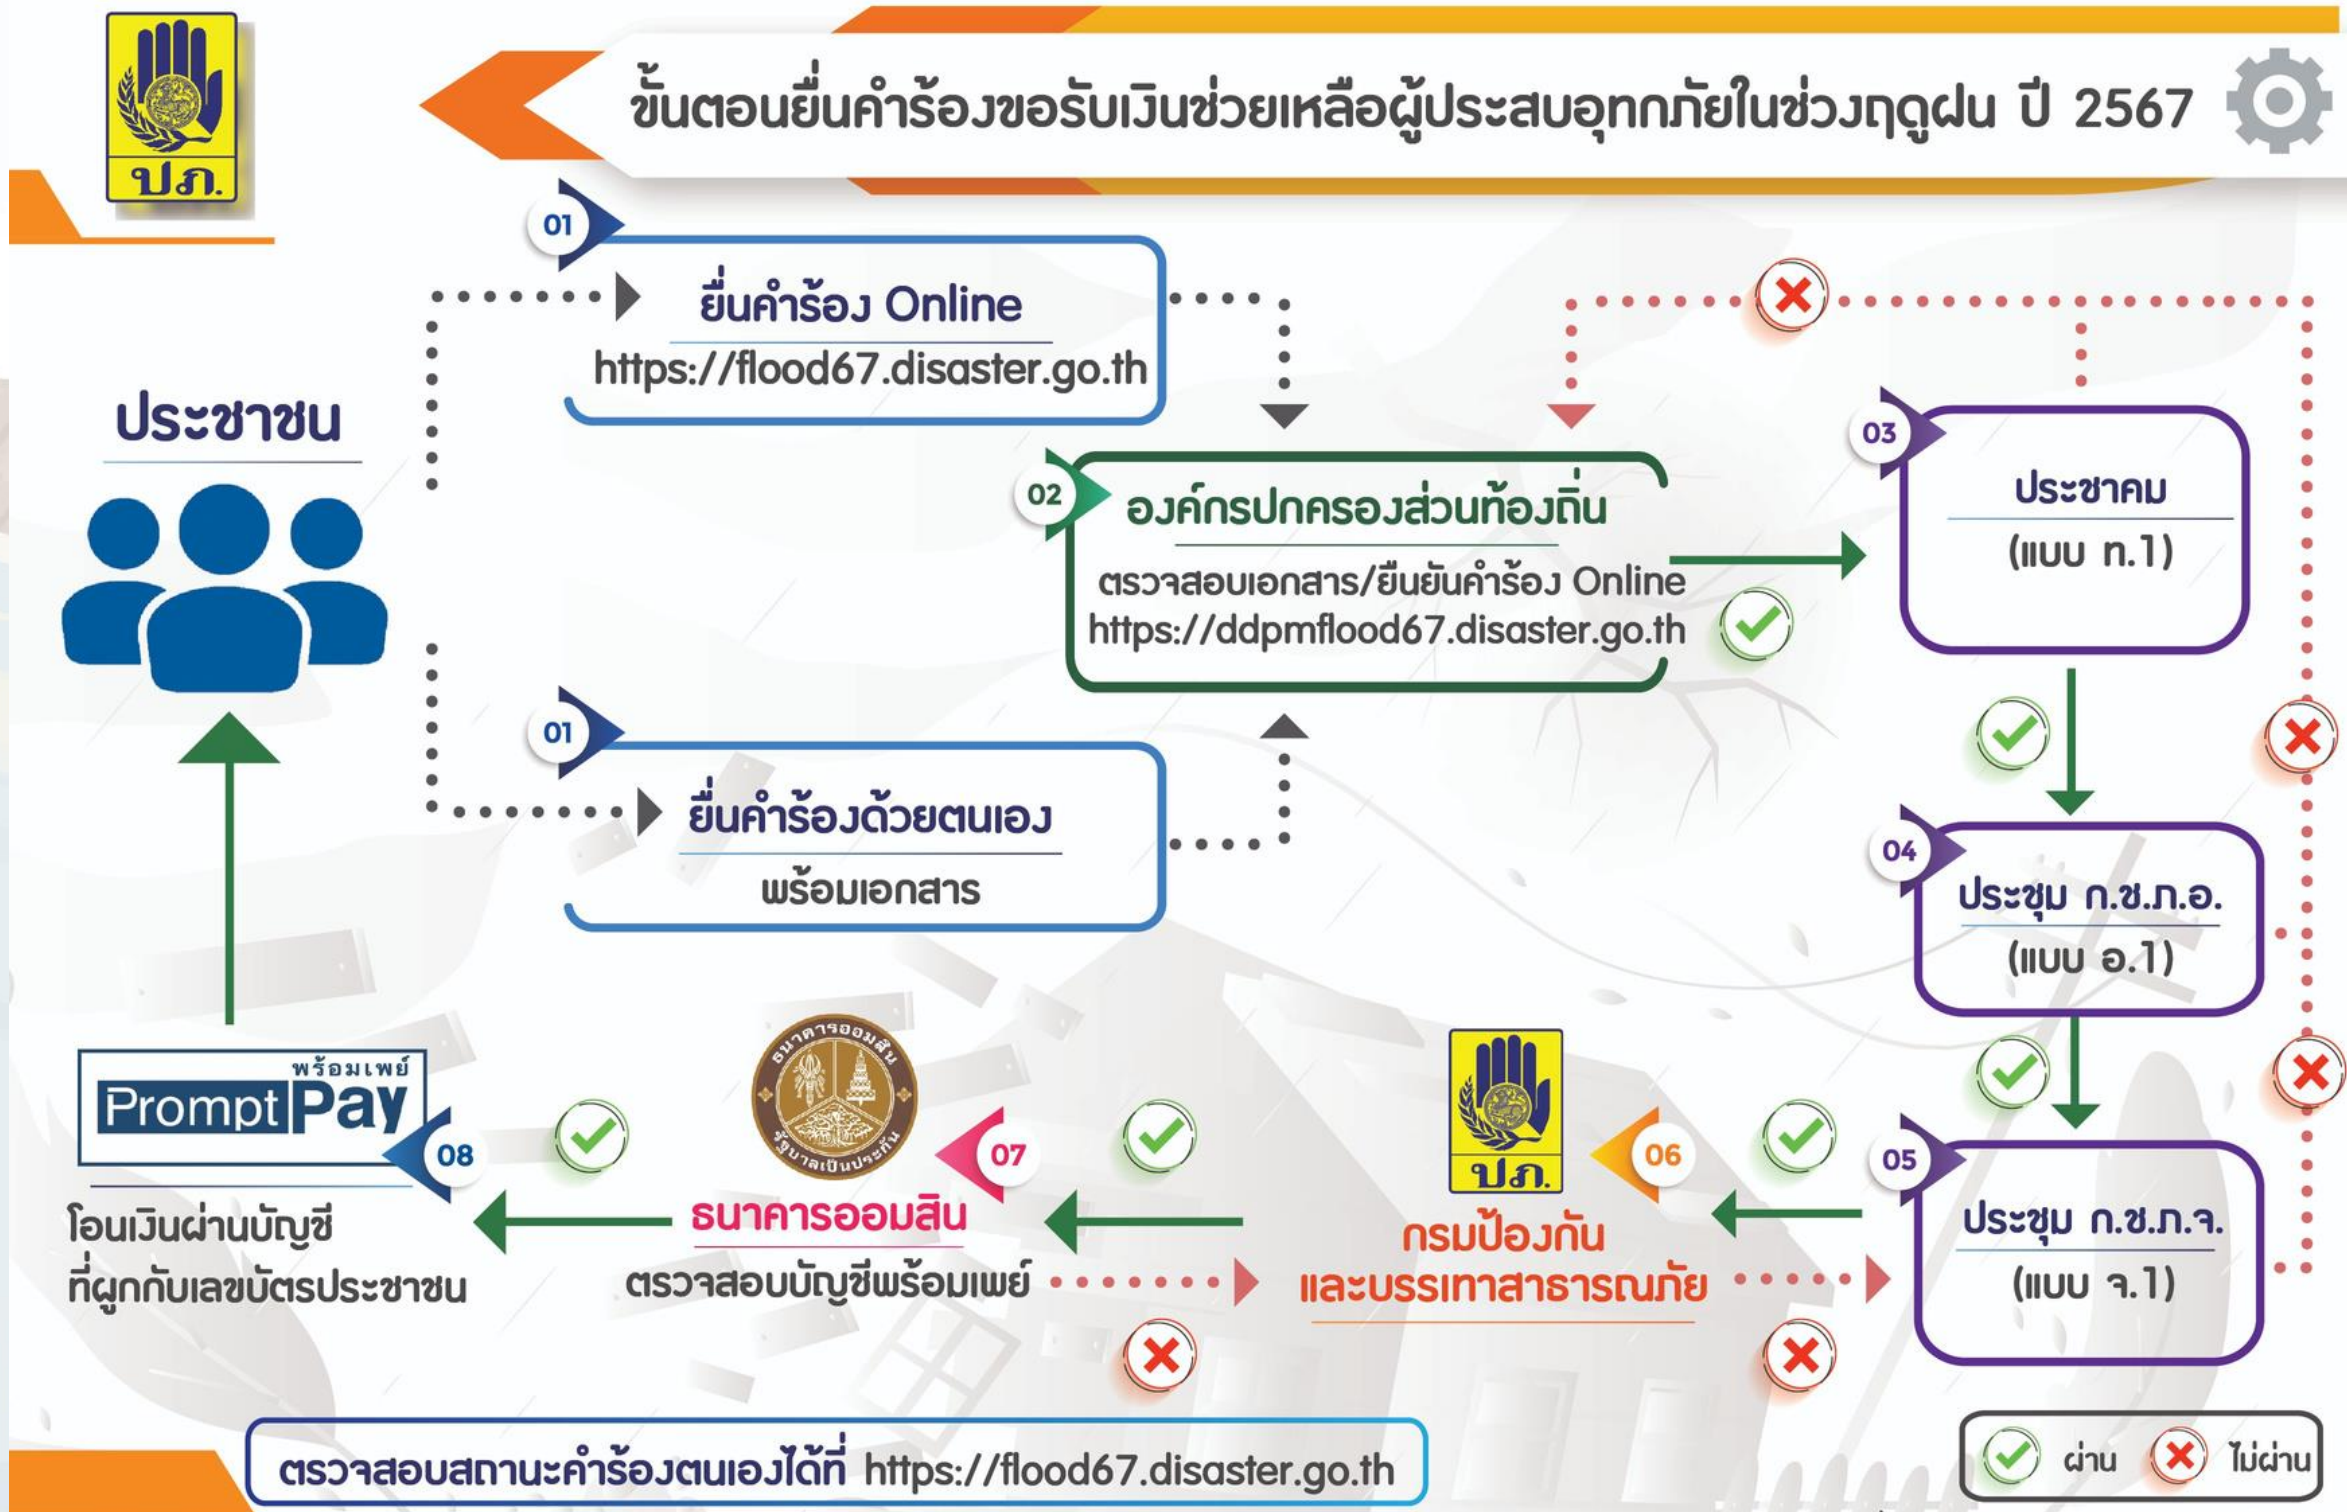 ปภ.
ขั้นตอนยื่นคำร้องขอรับเงินช่วยเหลือผู้ประสบอุทกภัยในช่วงฤดูฝน ปี 2567
01
ยื่นคำร้อง Online
https://flood67.disaster.go.th
ประชาชน
02
องค์กรปกครองส่วนท้องถิ่น
ตรวจสอบเอกสาร/ยืนยันคำร้อง Online
https://ddpmflood67.disaster.go.th
03
ประชาคม
(แบบ ท.1)
01
ยื่นคำร้องด้วยตนเอง
พร้อมเอกสาร
04
ประชุม ก.ช.ภ.อ.
(แบบ อ.1)
05
ประชุม ก.ช.ภ.จ.
(แบบ จ.1)
ปภ.
06
กรมป้องกัน
และบรรเทาสาธารณภัย
ธนาคารออมสิน
รัฐบาลเป็นประกัน
07
ธนาคารออมสิน
ตรวจสอบบัญชีพร้อมเพย์
พร้อมเพย์
PromptPay
08
โอนเงินผ่านบัญชี
ที่ผูกกับเลขบัตรประชาชน
ตรวจสอบสถานะคำร้องตนเองได้ที่ https://flood67.disaster.go.th
ผ่าน ไม่ผ่าน